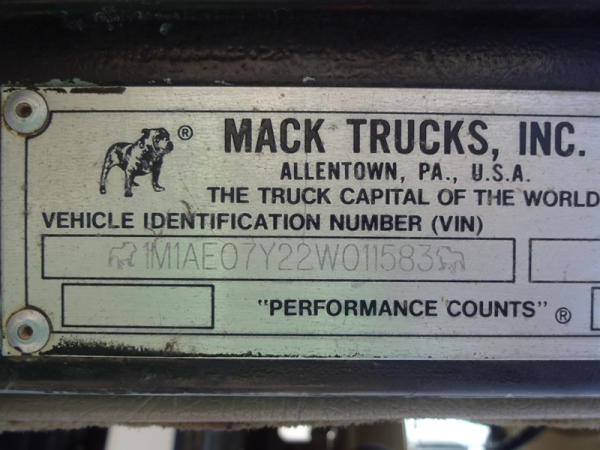 ® MACK TRUCKS, INC.
ALLENTOWN, PA., U.S.A.
THE TRUCK CAPITAL OF THE WORLD
VEHICLE IDENTIFICATION NUMBER (VIN)
1M1AE07Y22W011583
"PERFORMANCE COUNTS" ®